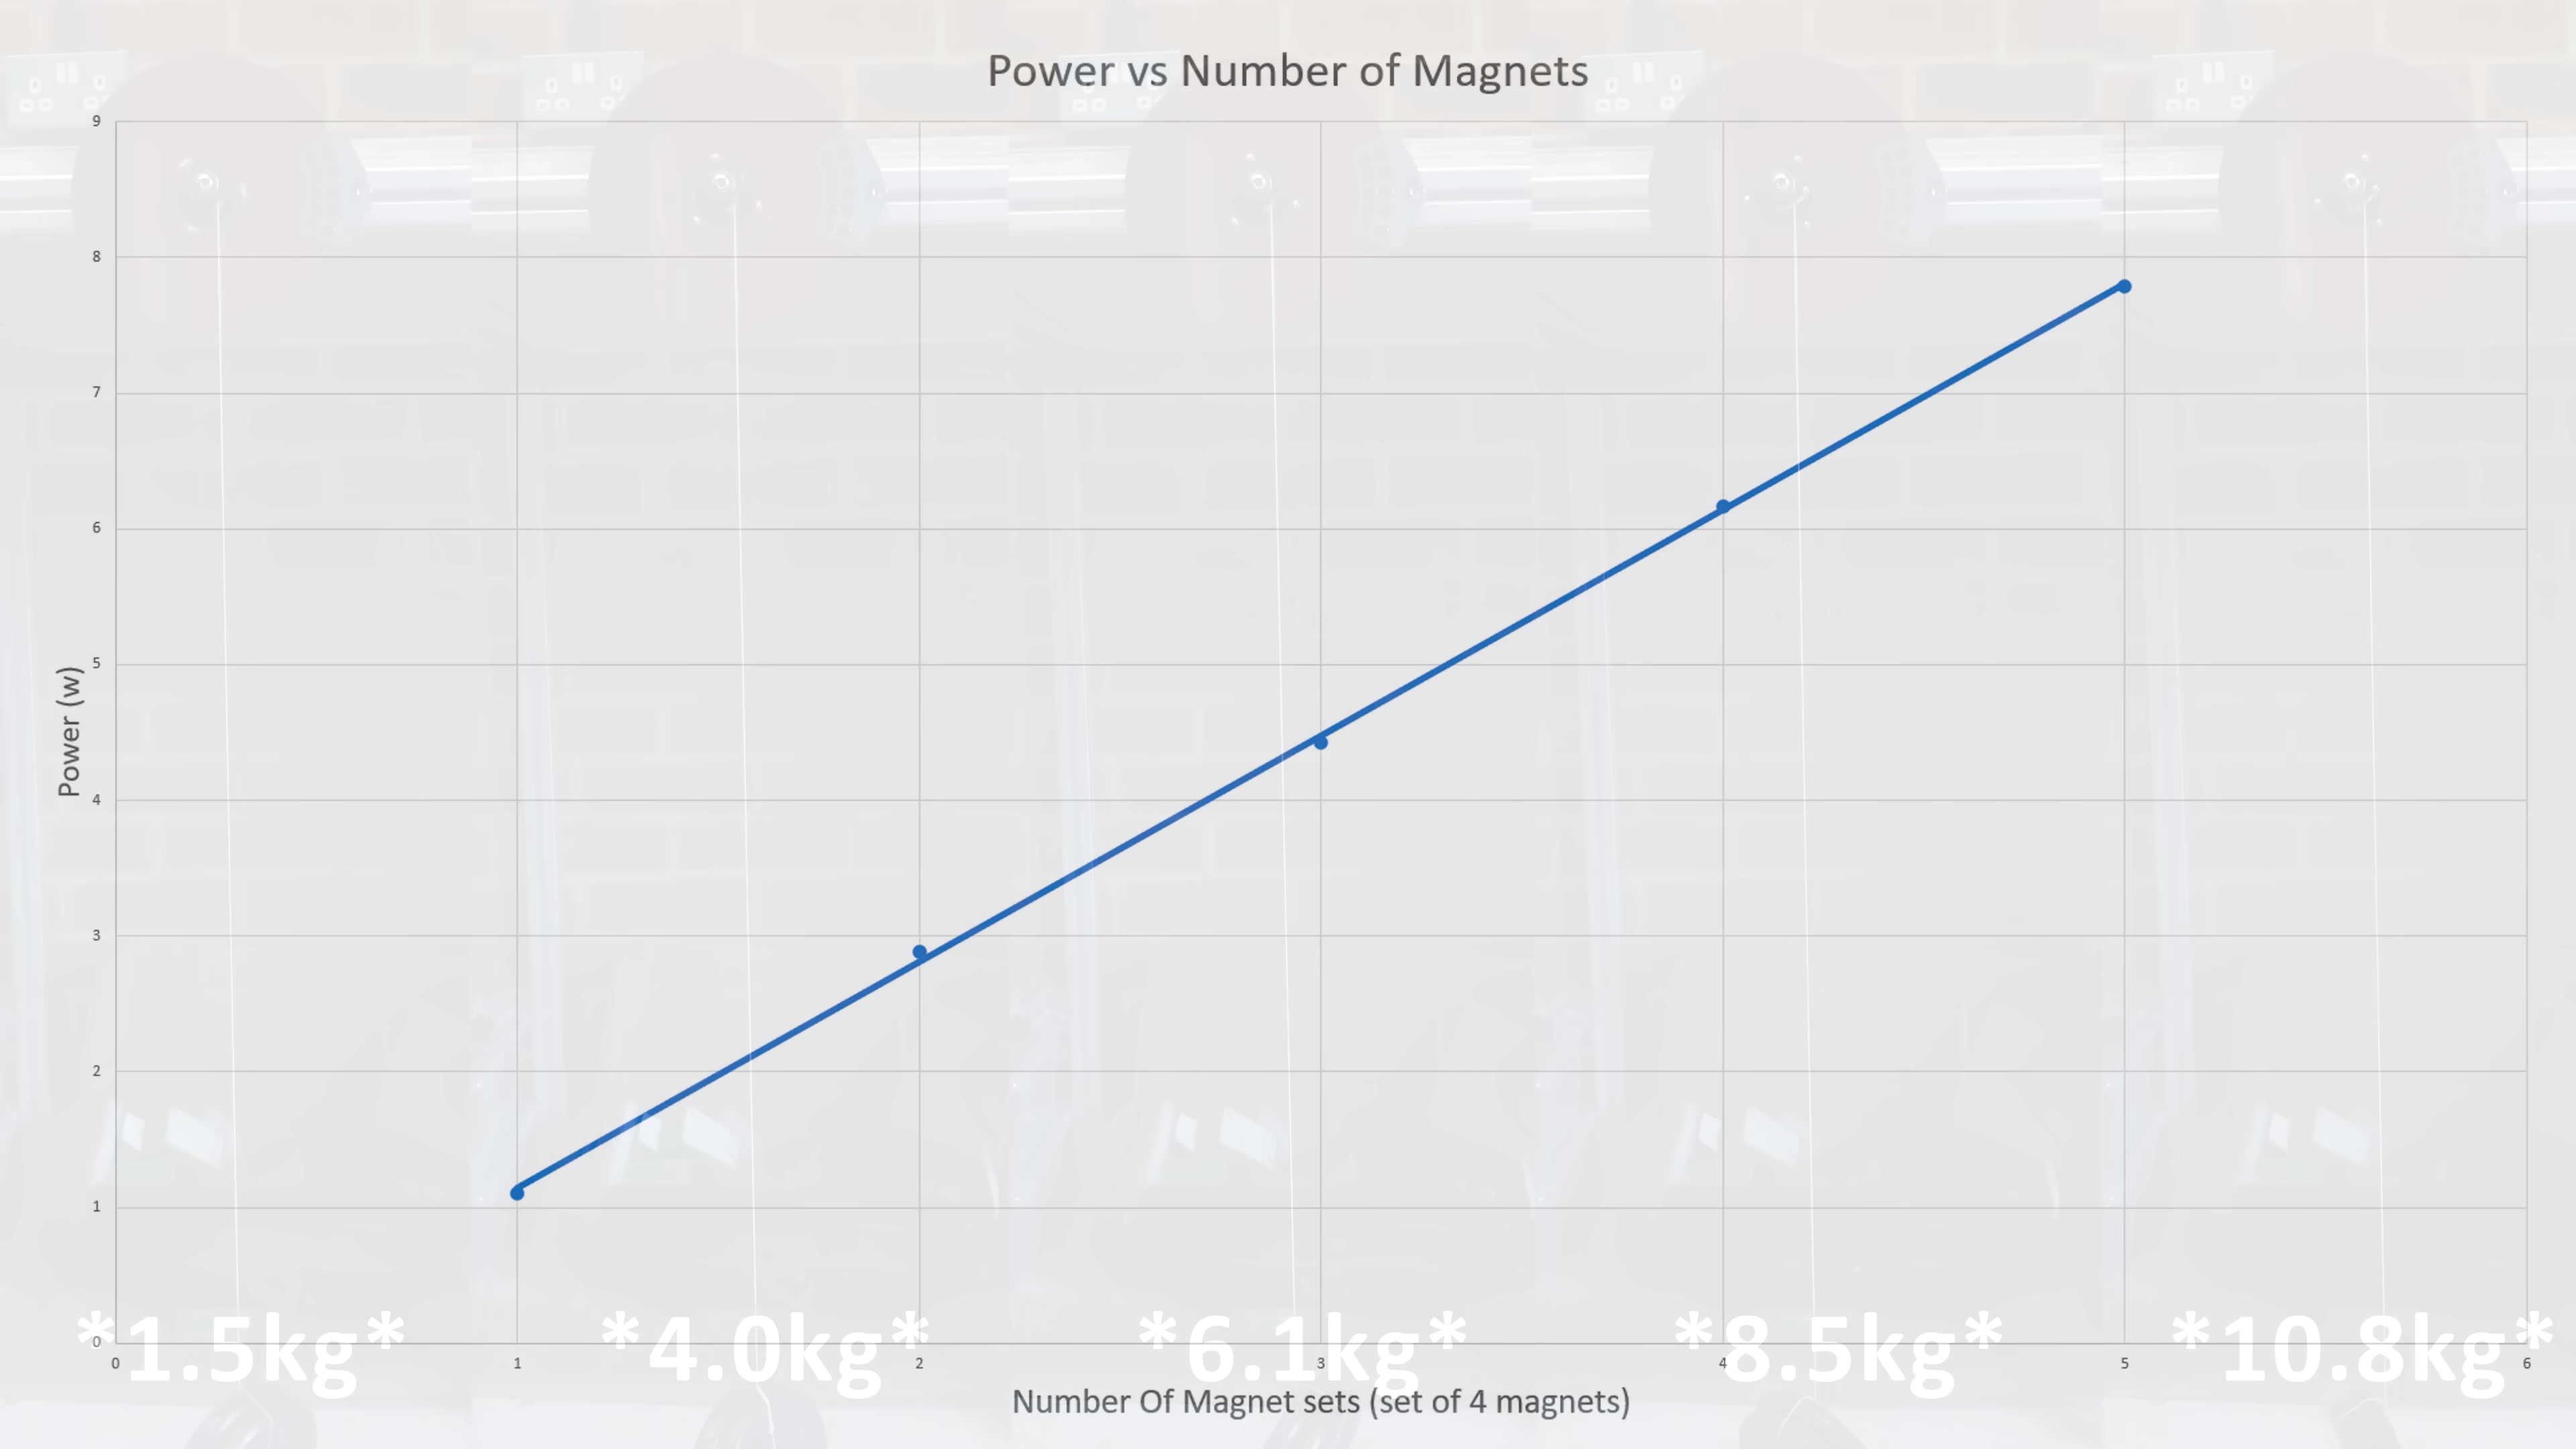 Power vs Number of Magnets
9
8
7
6
5
4
3
2
1
0
Power (w)
*1.5kg* *4.0kg* *6.1kg* *8.5kg* *10.8kg*
0 1 2 3 4 5 6
Number Of Magnet sets (set of 4 magnets)